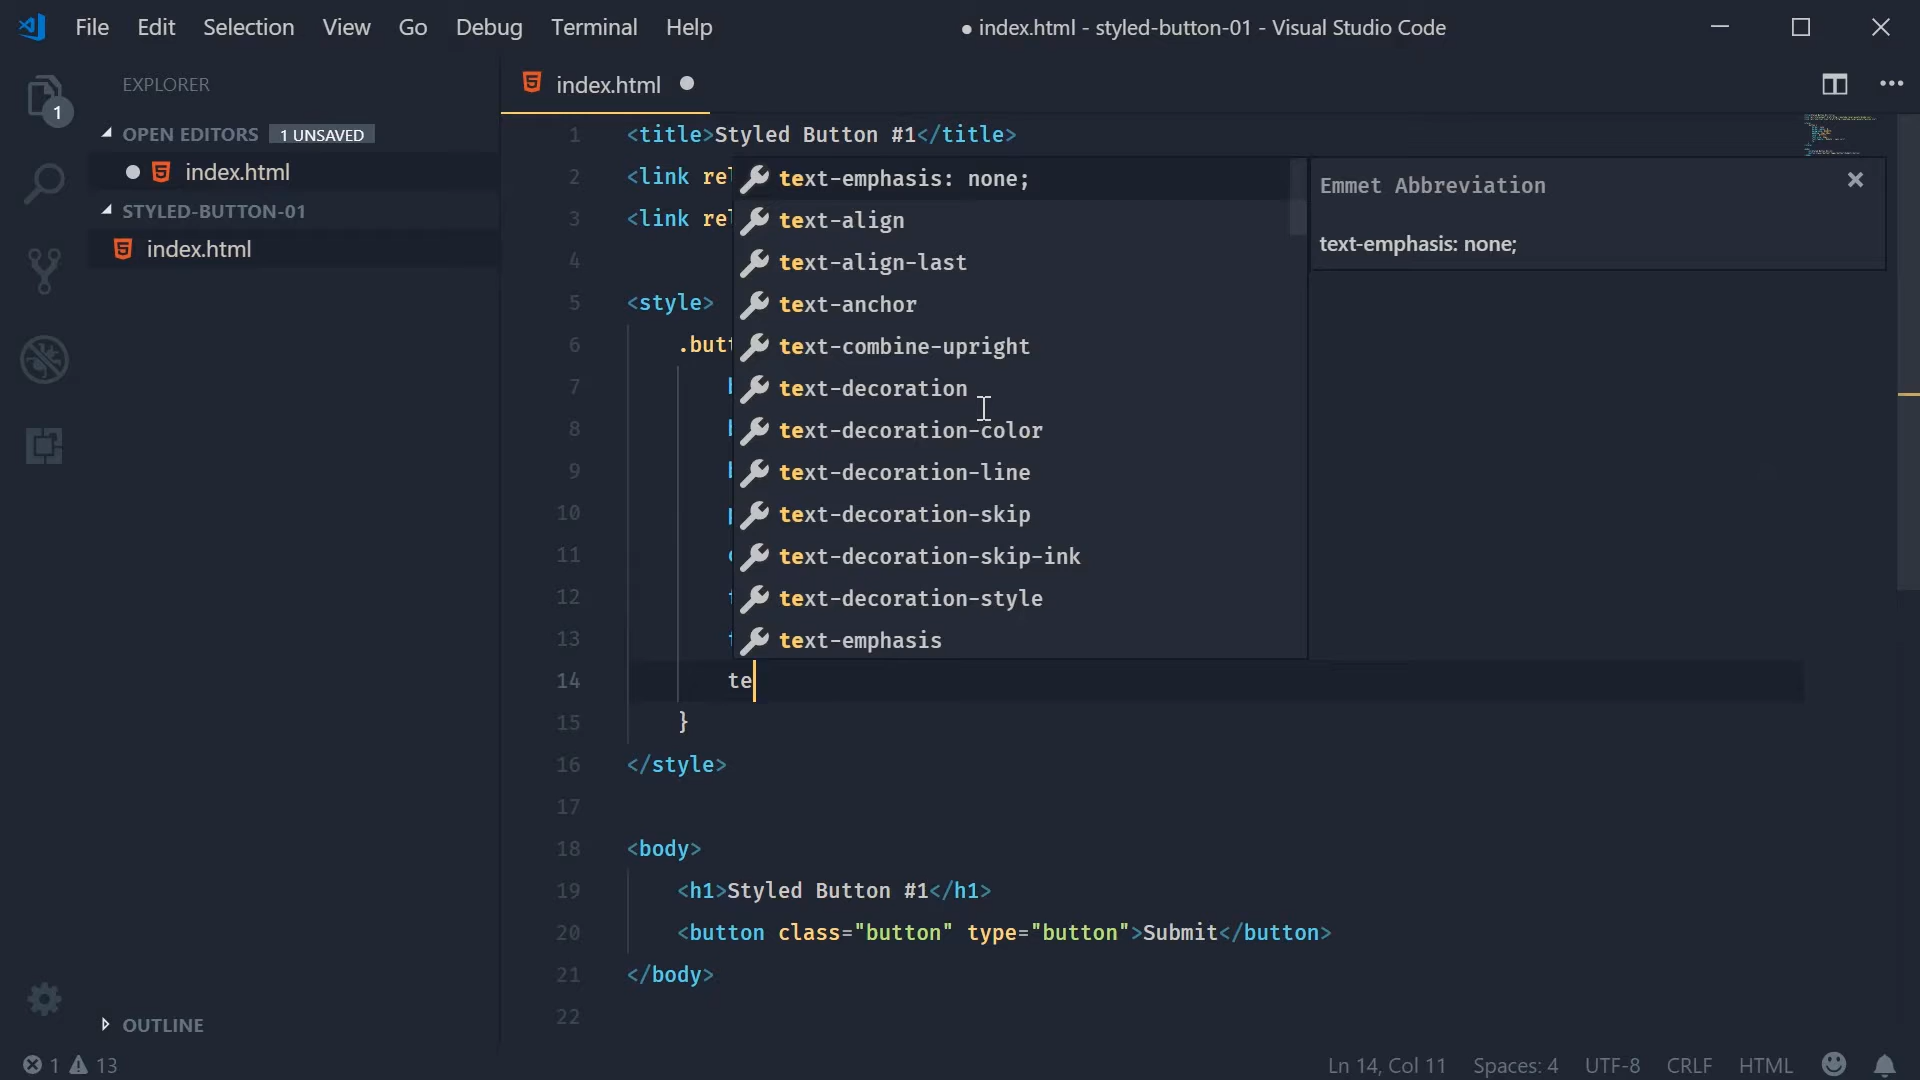 File Edit Selection View Go Debug Terminal Help
● index.html - styled-button-01 - Visual Studio Code
1
EXPLORER
OPEN EDITORS 1 UNSAVED
index.html
STYLED-BUTTON-01
index.html
OUTLINE
index.html
1 <title>Styled Button #1</title>
2 <link rel
3 <link rel
4
5 <style>
6 .butt
7
8
9
10
11
12
13
14 te
15 }
16 </style>
17
18 <body>
19 <h1>Styled Button #1</h1>
20 <button class="button" type="button">Submit</button>
21 </body>
22
text-emphasis: none;
text-align
text-align-last
text-anchor
text-combine-upright
text-decoration
text-decoration-color
text-decoration-line
text-decoration-skip
text-decoration-skip-ink
text-decoration-style
text-emphasis
Emmet Abbreviation
text-emphasis: none;
1 13
Ln 14, Col 11 Spaces: 4 UTF-8 CRLF HTML